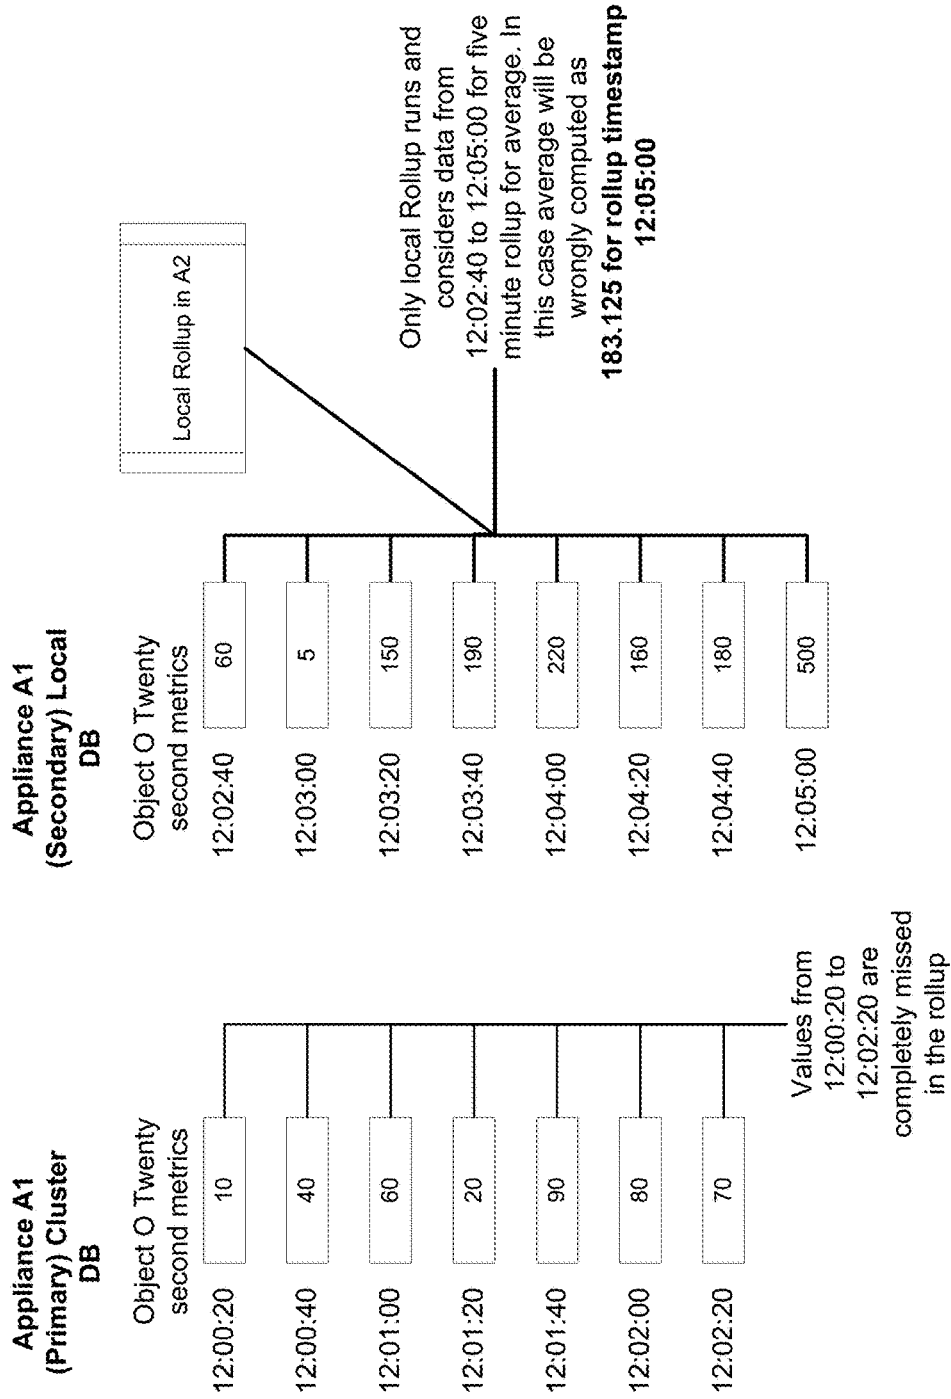 Appliance A1
(Primary) Cluster
DB
Object O Twenty
second metrics
12:00:20
10
12:00:40
40
12:01:00
60
12:01:20
20
12:01:40
90
12:02:00
80
12:02:20
70
Values from
12:00:20 to
12:02:20 are
completely missed
in the rollup
Appliance A1
(Secondary) Local
DB
Object O Twenty
second metrics
12:02:40
60
12:03:00
5
12:03:20
150
12:03:40
190
12:04:00
220
12:04:20
160
12:04:40
180
12:05:00
500
Local Rollup in A2
Only local Rollup runs and
considers data from
12:02:40 to 12:05:00 for five
minute rollup for average. In
this case average will be
wrongly computed as
183.125 for rollup timestamp
12:05:00